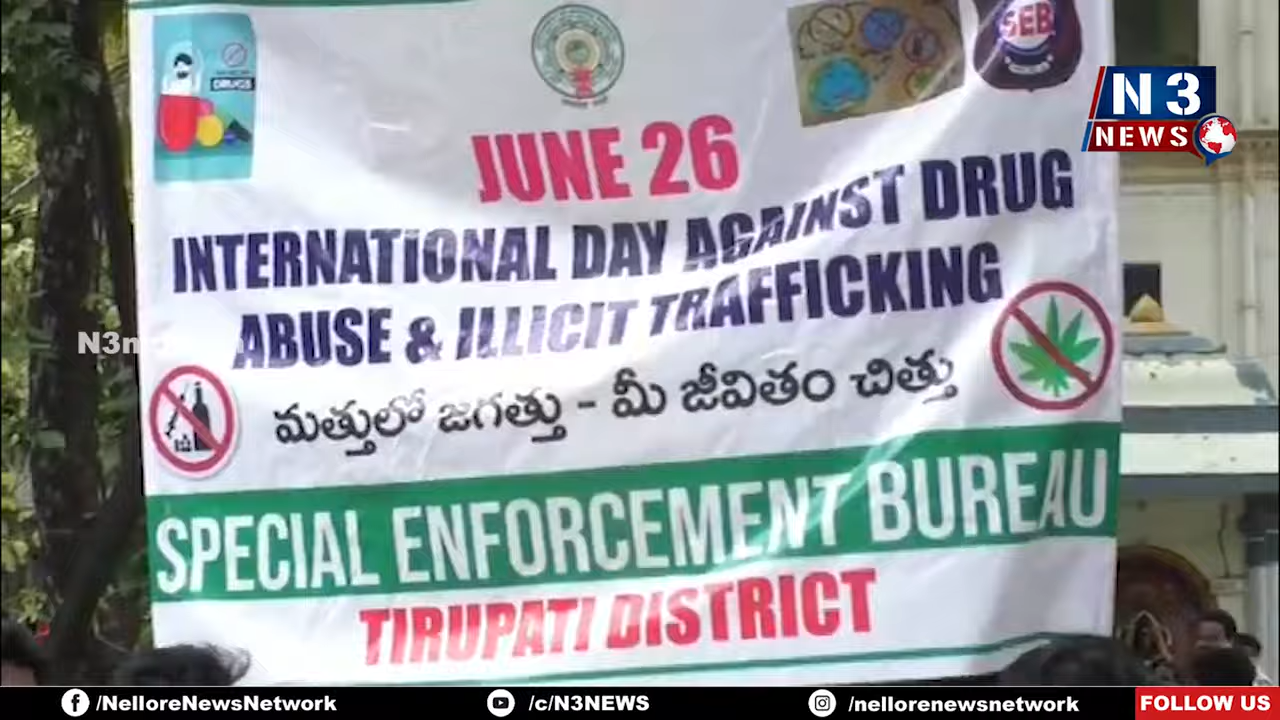 SEB
N3
NEWS
DRUGS
JUNE 26
INTERNATIONAL DAY AGAINST DRUG
ABUSE & ILLICIT TRAFFICKING
మత్తులో జగత్తు - మీ జీవితం చిత్తు
SPECIAL ENFORCEMENT BUREAU
TIRUPATI DISTRICT
/NelloreNewsNetwork
/c/N3NEWS
/nellorenewsnetwork
FOLLOW US